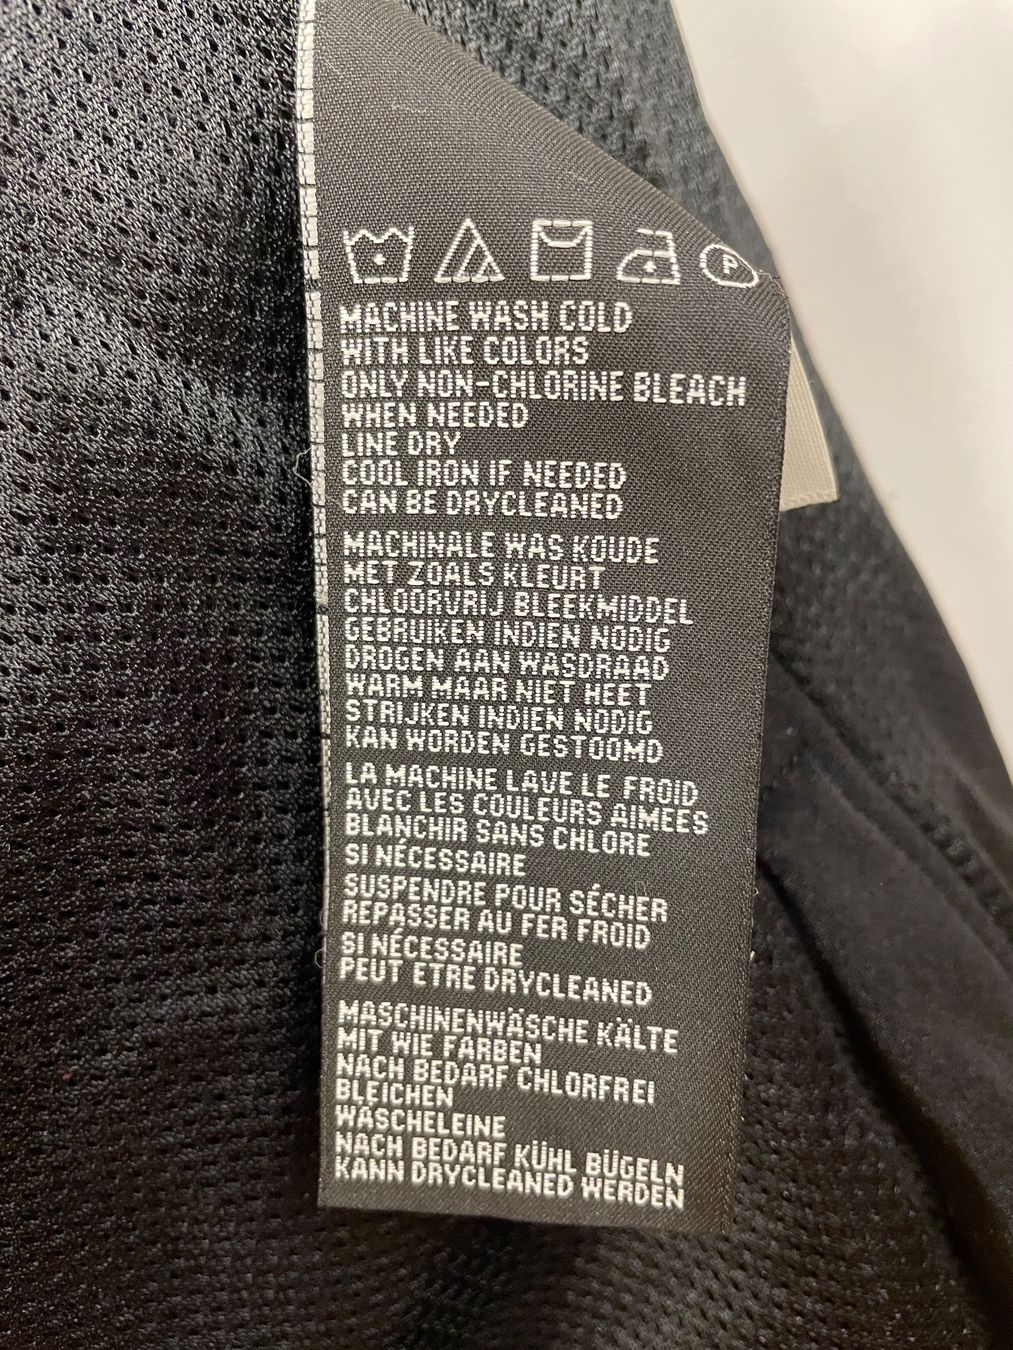 P
MACHINE WASH COLD
WITH LIKE COLORS
ONLY NON-CHLORINE BLEACH
WHEN NEEDED
LINE DRY
COOL IRON IF NEEDED
CAN BE DRYCLEANED
MACHINALE WAS KOUDE
MET ZOALS KLEURT
CHLOORVRIJ BLEEKMIDDEL
GEBRUIKEN INDIEN NODIG
DROGEN AAN WASDRAAD
WARM MAAR NIET HEET
STRIJKEN INDIEN NODIG
KAN WORDEN GESTOOMD
LA MACHINE LAVE LE FROID
AVEC LES COULEURS AIMEES
BLANCHIR SANS CHLORE
SI NÉCESSAIRE
SUSPENDRE POUR SÉCHER
REPASSER AU FER FROID
SI NÉCESSAIRE
PEUT ETRE DRYCLEANED
MASCHINENWÄSCHE KÄLTE
MIT WIE FARBEN
NACH BEDARF CHLORFREI
BLEICHEN
WÄSCHELEINE
NACH BEDARF KÜHL BÜGELN
KANN DRYCLEANED WERDEN